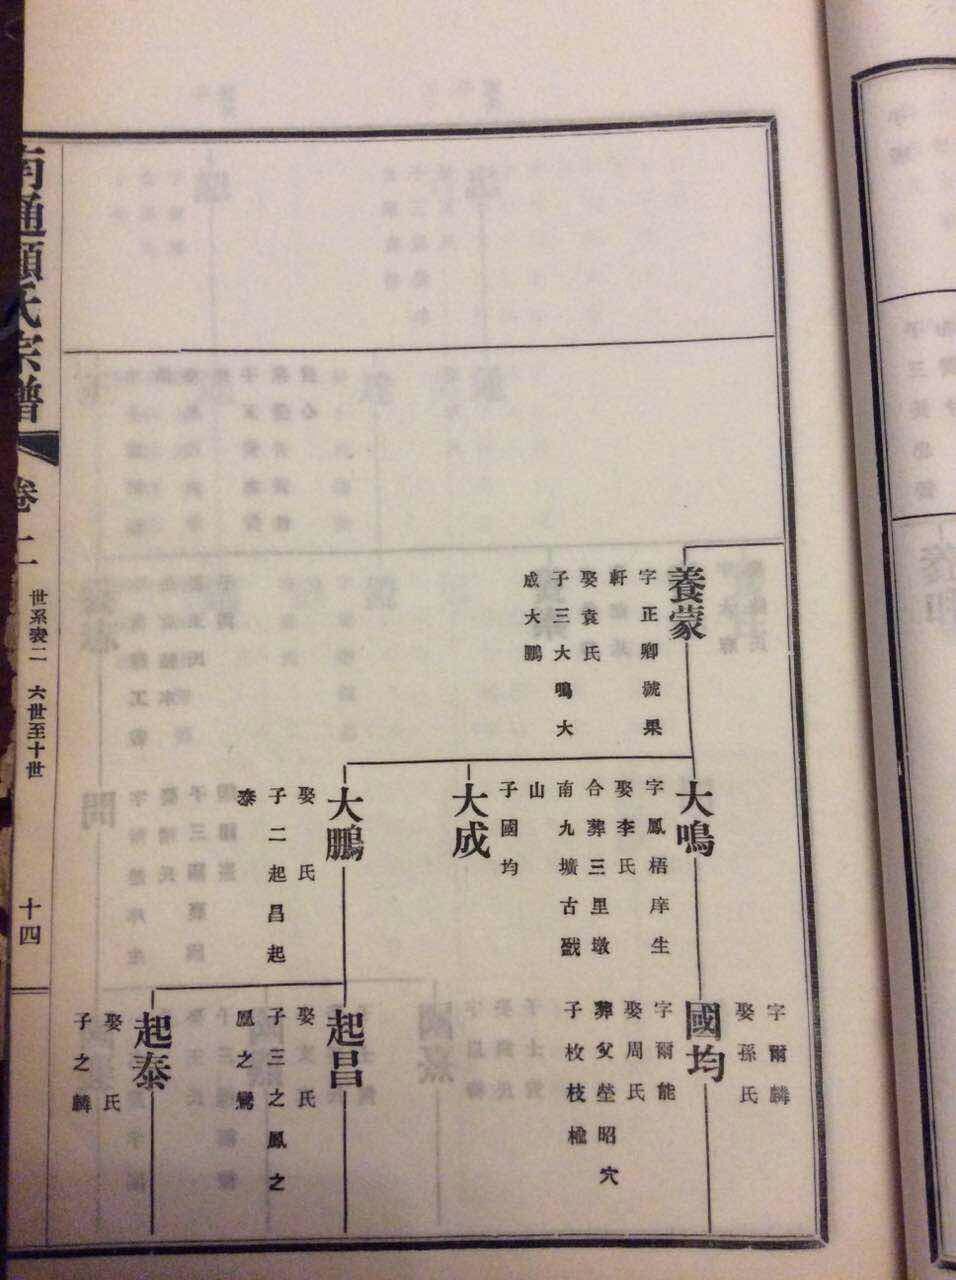 養蒙
字正卿號果
軒
娶袁氏
子三大鳴大
成大鵬
大鳴
字鳳梧庠生
娶李氏
合葬三里墩
南九壙古戤
山
大成
子國均
大鵬
娶 氏
子二起昌起
泰
字爾麟
娶孫氏
國均
字爾能
娶周氏
葬父塋昭穴
子枚枝樅
起昌
娶 氏
子三之鳳之
凰之鸞
起泰
娶 氏
子之麟
南通顧氏宗譜
卷二
世系表二 六世至十世
十四